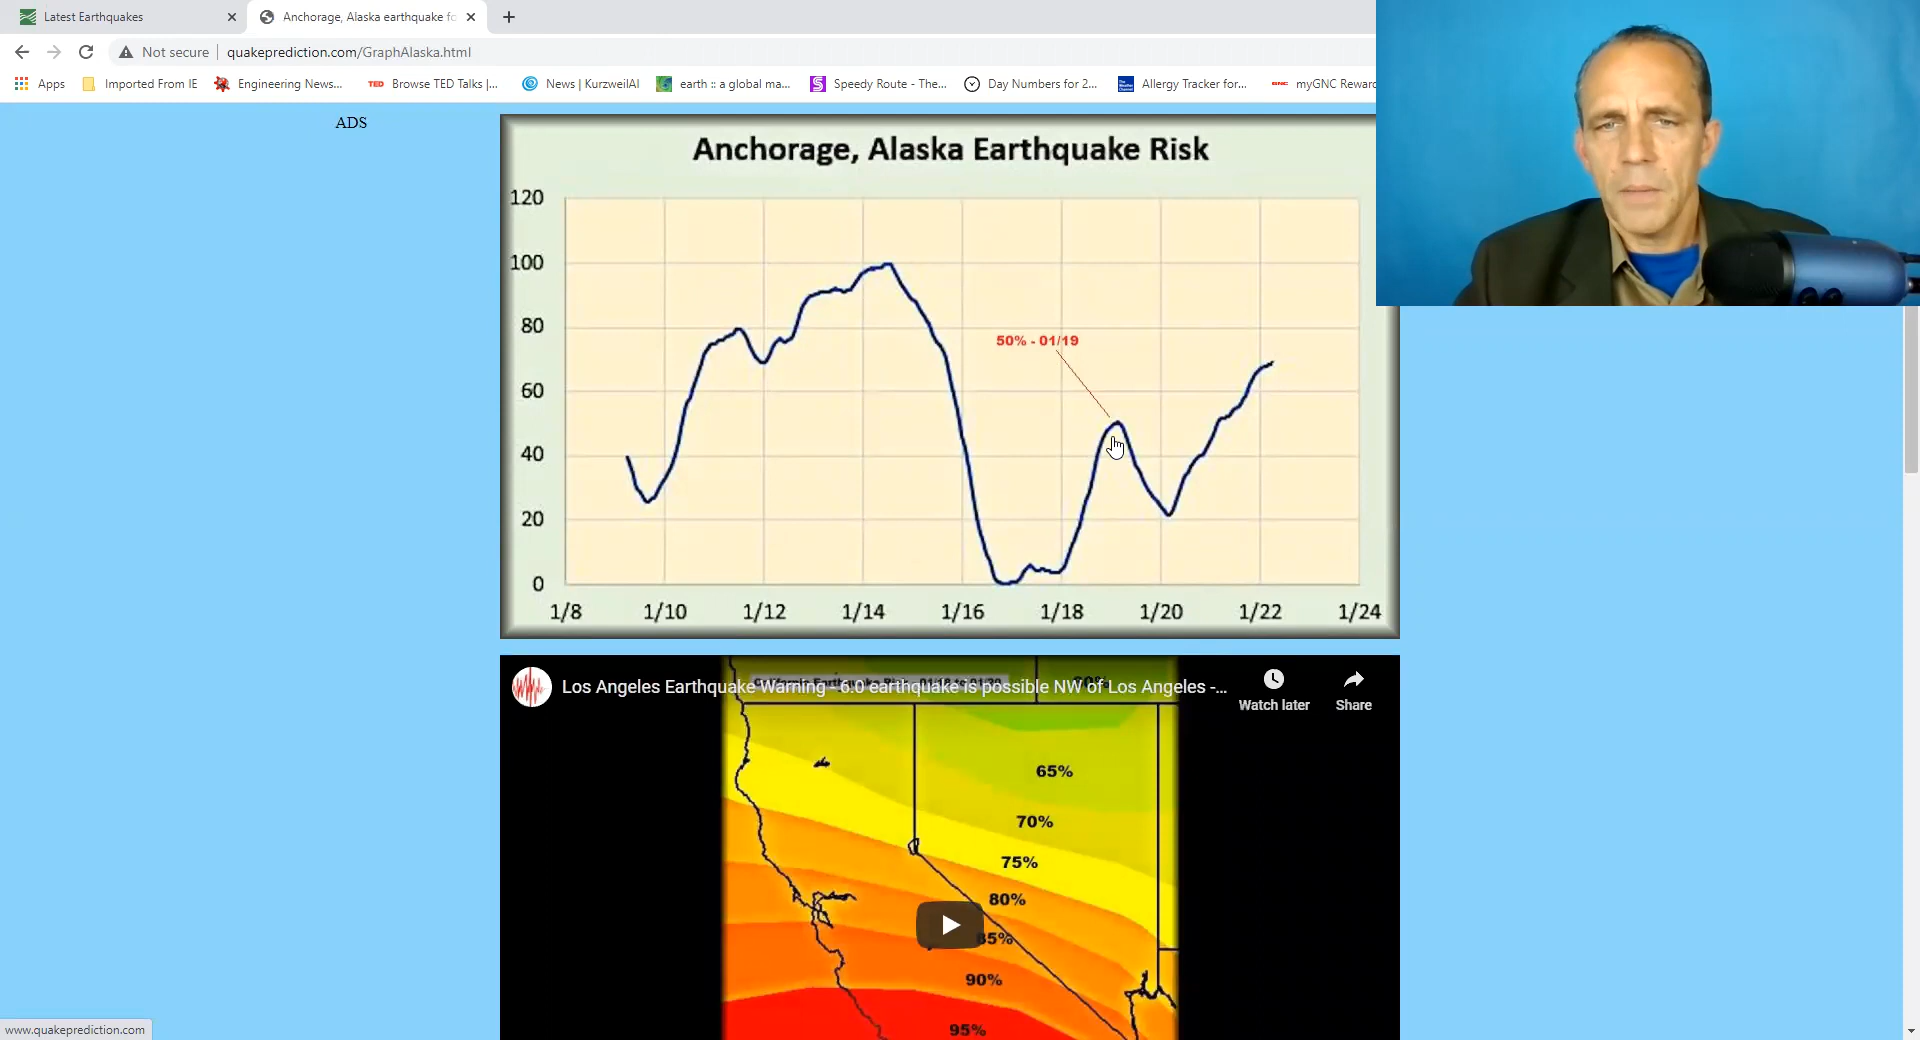 Latest Earthquakes
Anchorage, Alaska earthquake fo
Not secure
quakeprediction.com/GraphAlaska.html
Apps
Imported From IE
Engineering News...
TED
Browse TED Talks |...
News | KurzweilAI
earth :: a global ma...
Speedy Route - The...
Day Numbers for 2...
Allergy Tracker for...
GNC
myGNC Rewarc
ADS
Anchorage, Alaska Earthquake Risk
120
100
80
60
40
20
0
50% - 01/19
1/8 1/10 1/12 1/14 1/16 1/18 1/20 1/22 1/24
Los Angeles Earthquake Warning - 6.0 earthquake is possible NW of Los Angeles -...
Watch later
Share
65%
70%
75%
80%
85%
90%
95%
www.quakeprediction.com